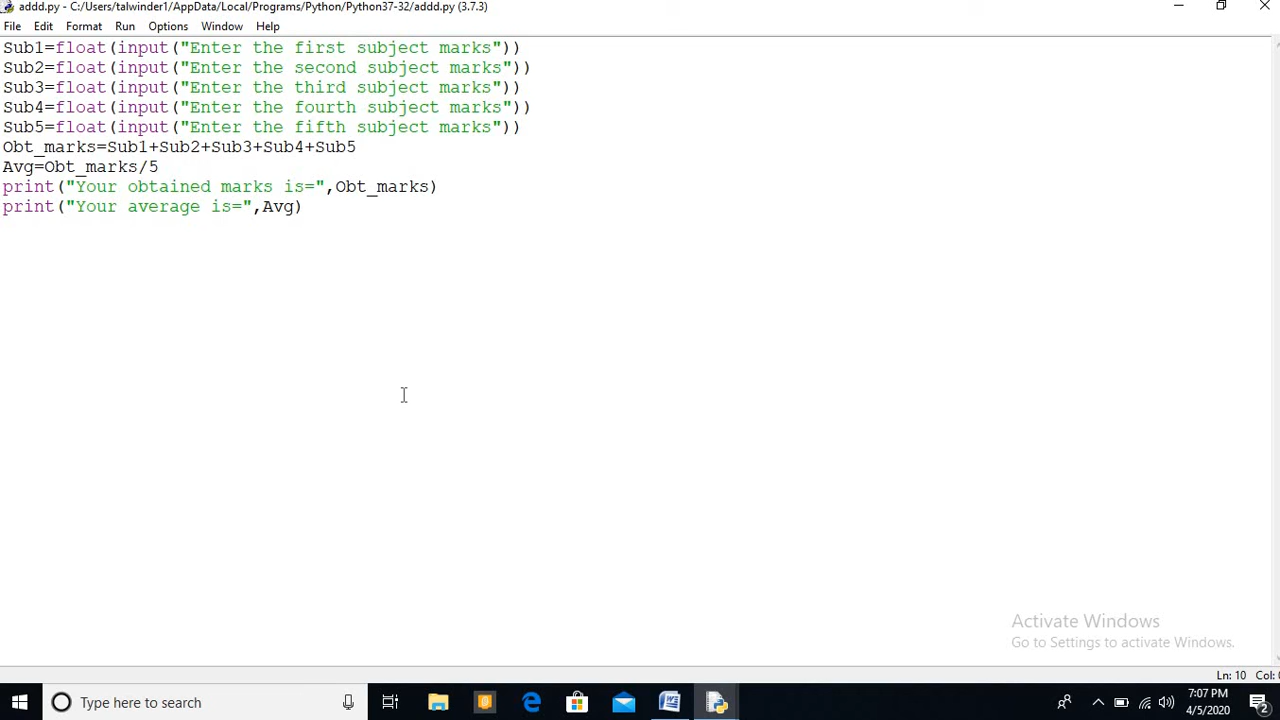 addd.py - C:/Users/talwinder1/AppData/Local/Programs/Python/Python37-32/addd.py (3.7.3)
File Edit Format Run Options Window Help
Sub1=float(input("Enter the first subject marks"))
Sub2=float(input("Enter the second subject marks"))
Sub3=float(input("Enter the third subject marks"))
Sub4=float(input("Enter the fourth subject marks"))
Sub5=float(input("Enter the fifth subject marks"))
Obt_marks=Sub1+Sub2+Sub3+Sub4+Sub5
Avg=Obt_marks/5
print("Your obtained marks is=",Obt_marks)
print("Your average is=",Avg)
Activate Windows
Go to Settings to activate Windows.
Ln: 10 Col:
Type here to search
7:07 PM
4/5/2020
2